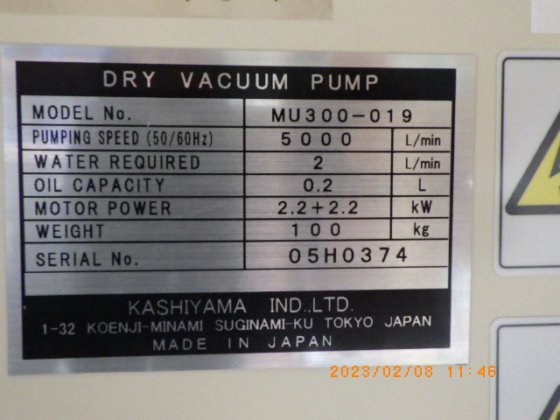 DRY VACUUM PUMP
MODEL No. MU300-019
PUMPING SPEED (50/60Hz) 5000 L/min
WATER REQUIRED 2 L/min
OIL CAPACITY 0.2 L
MOTOR POWER 2.2+2.2 kW
WEIGHT 100 kg
SERIAL No. 05H0374
KASHIYAMA IND.,LTD.
1-32 KOENJI-MINAMI SUGINAMI-KU TOKYO JAPAN
MADE IN JAPAN
2023/02/08 11:46